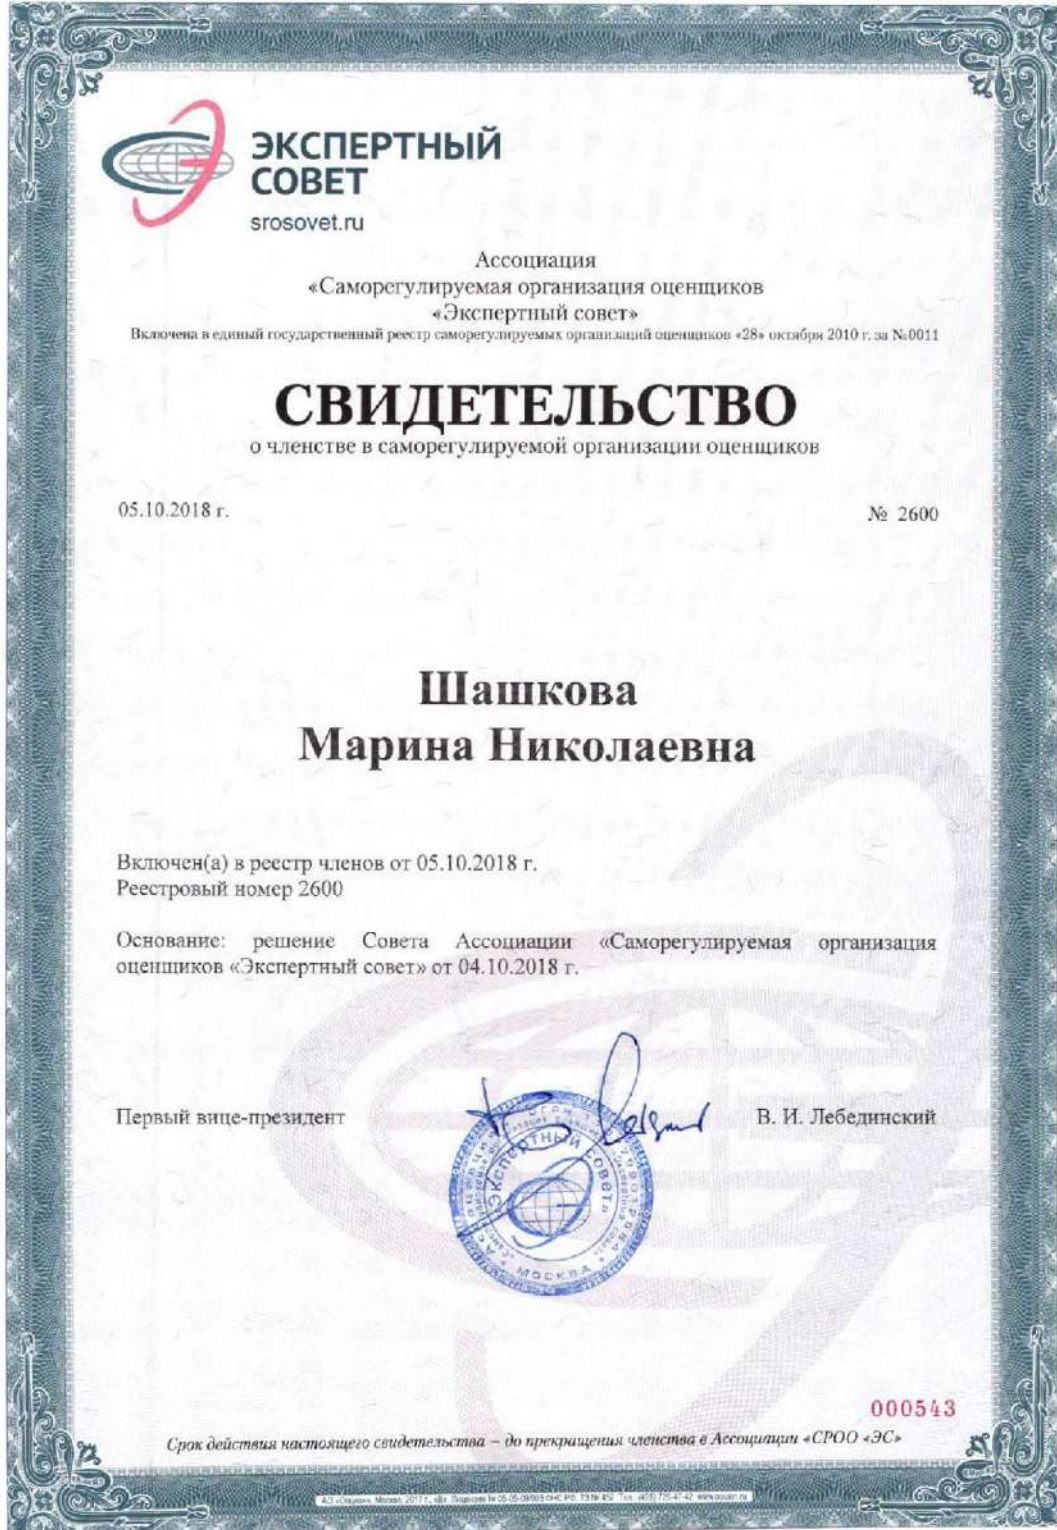 ЭКСПЕРТНЫЙ
СОВЕТ
srosovet.ru
Ассоциация
«Саморегулируемая организация оценщиков
«Экспертный совет»
Включена в единый государственный реестр саморегулируемых организаций оценщиков «28» октября 2010 г. за №0011
СВИДЕТЕЛЬСТВО
о членстве в саморегулируемой организации оценщиков
05.10.2018 г.
№ 2600
Шашкова
Марина Николаевна
Включен(а) в реестр членов от 05.10.2018 г.
Реестровый номер 2600
Основание: решение Совета Ассоциации «Саморегулируемая организация
оценщиков «Экспертный совет» от 04.10.2018 г.
Первый вице-президент
В. И. Лебединский
Экспертный совет»
МОСКВА
000543
Срок действия настоящего свидетельства – до прекращения членства в Ассоциации «СРОО «ЭС»